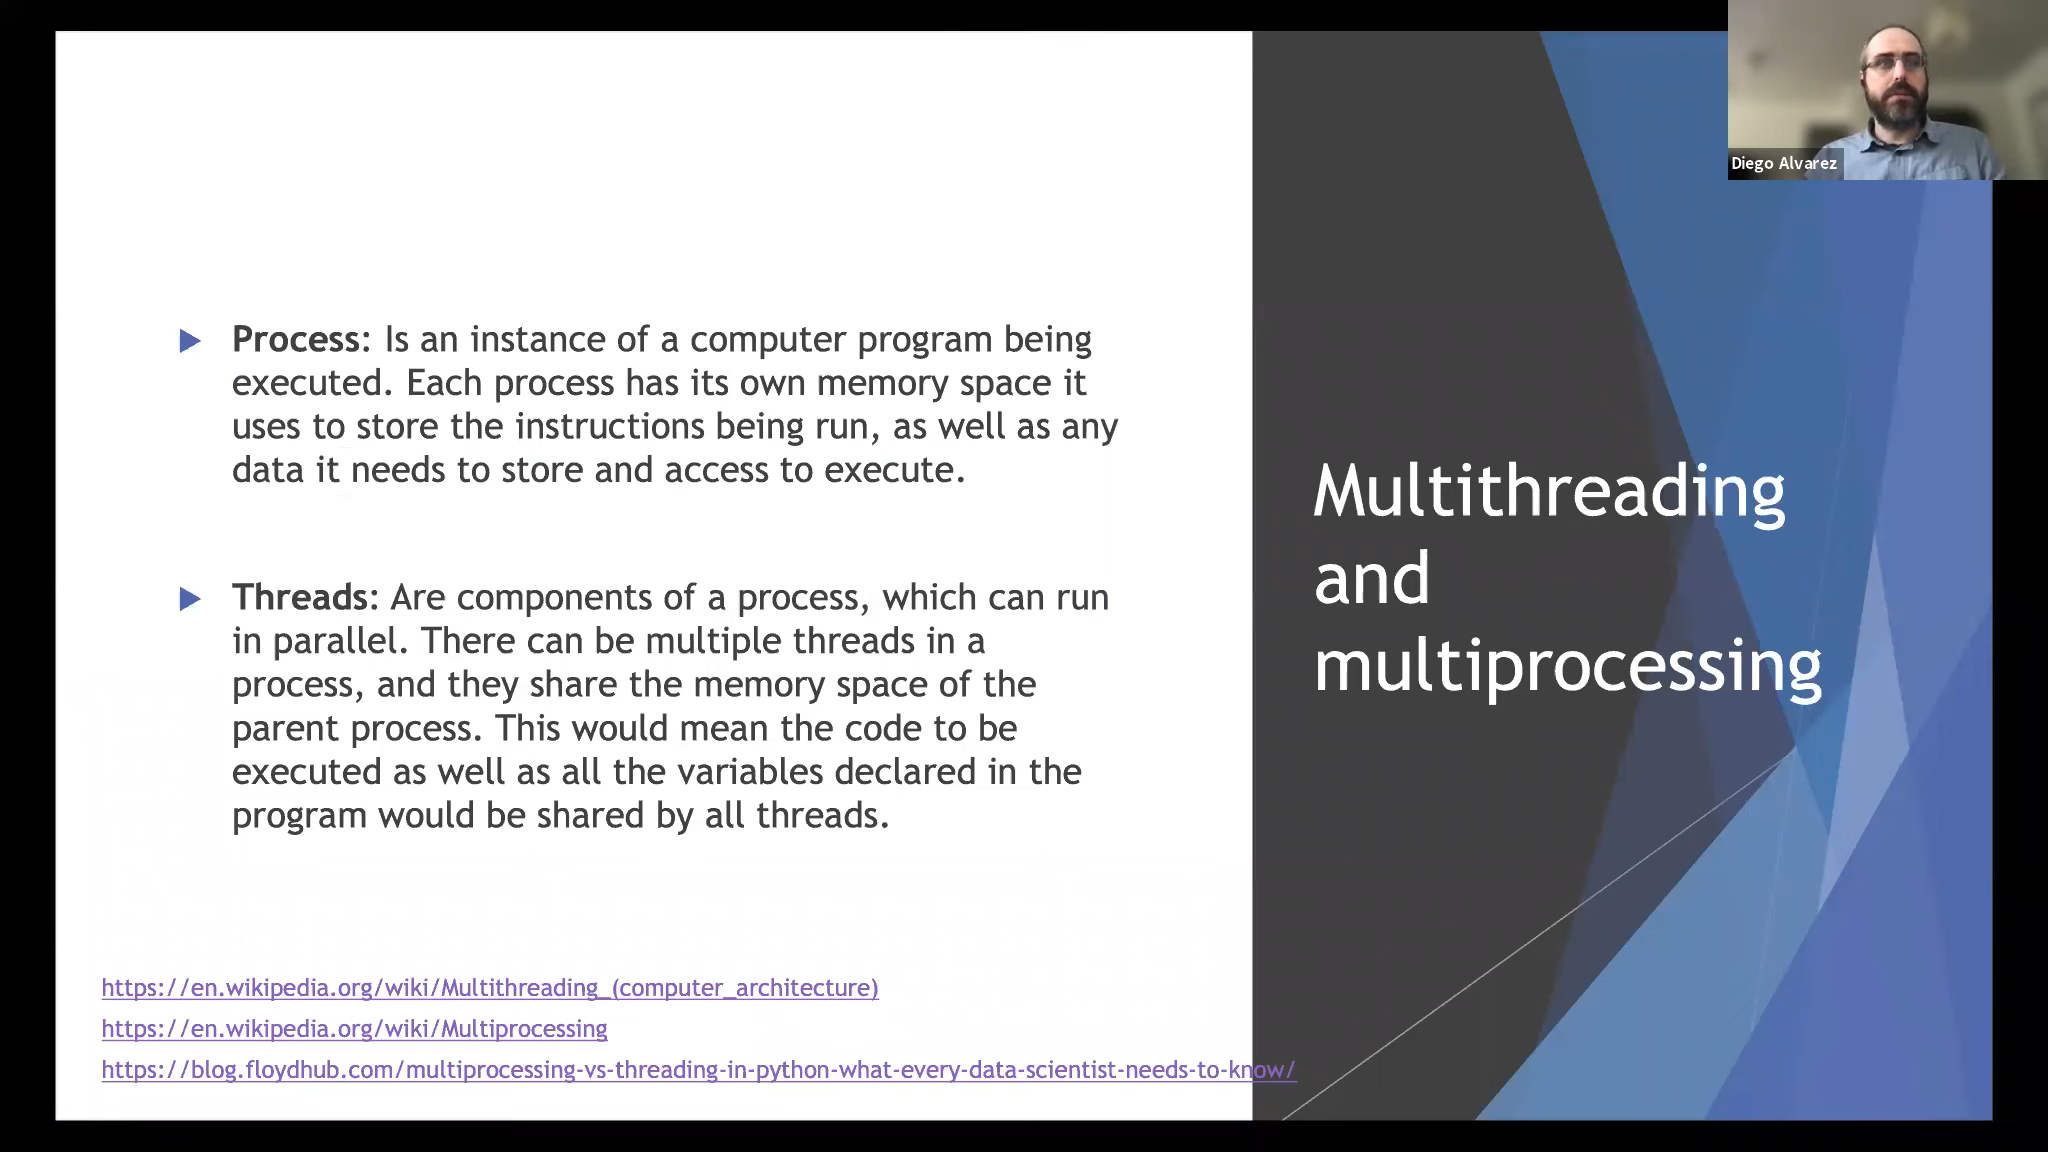 Process: Is an instance of a computer program being
executed. Each process has its own memory space it
uses to store the instructions being run, as well as any
data it needs to store and access to execute.
Threads: Are components of a process, which can run
in parallel. There can be multiple threads in a
process, and they share the memory space of the
parent process. This would mean the code to be
executed as well as all the variables declared in the
program would be shared by all threads.
https://en.wikipedia.org/wiki/Multithreading_(computer_architecture)
https://en.wikipedia.org/wiki/Multiprocessing
https://blog.floydhub.com/multiprocessing-vs-threading-in-python-what-every-data-scientist-needs-to-know/
Multithreading
and
multiprocessing
Diego Alvarez